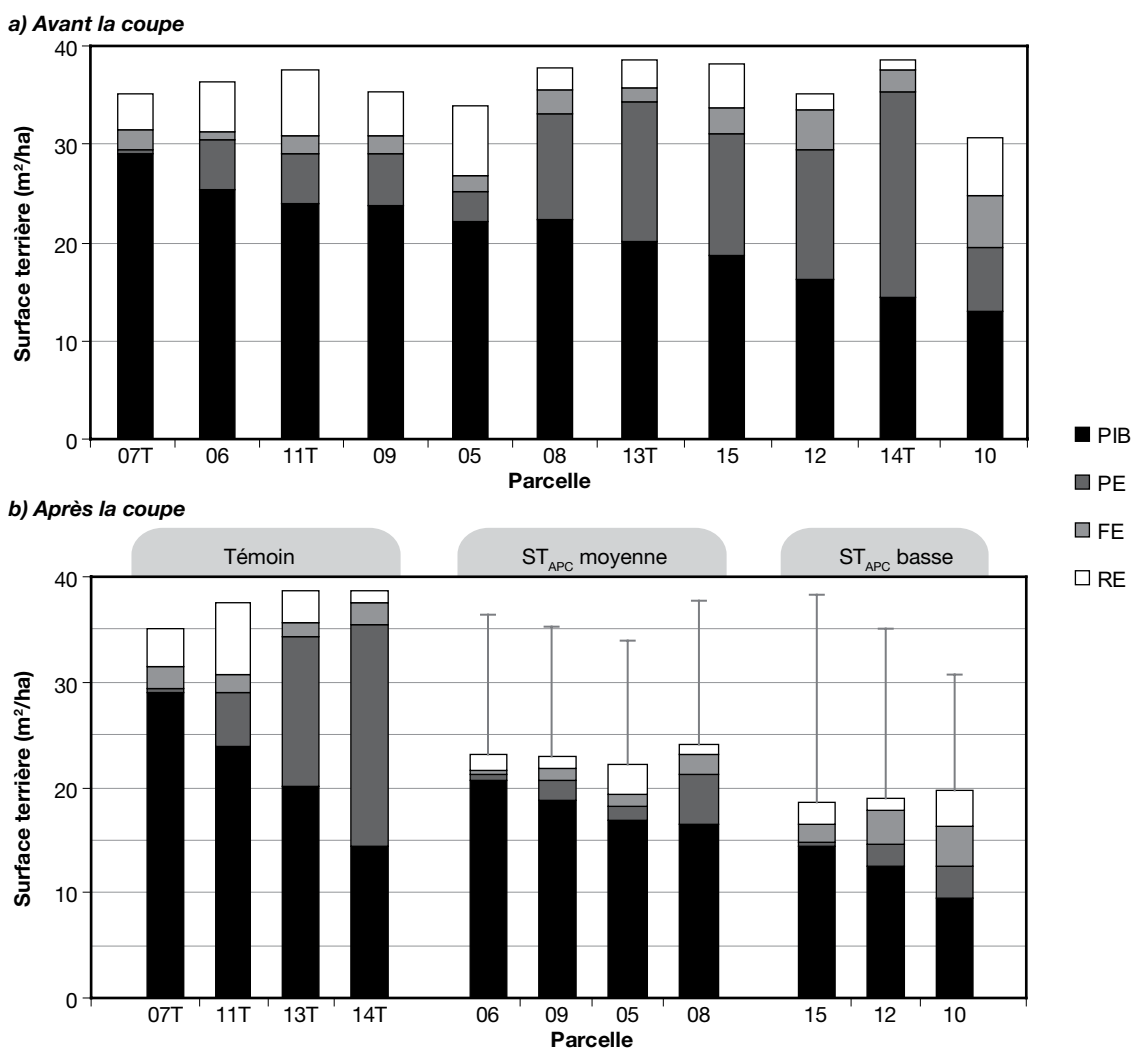 a) Avant la coupe
Surface terrière (m²/ha)
40
30
20
10
0
07T 06 11T 09 05 08 13T 15 12 14T 10
Parcelle
PIB
PE
FE
RE
b) Après la coupe
Témoin ST_APC moyenne ST_APC basse
Surface terrière (m²/ha)
40
30
20
10
0
07T 11T 13T 14T 06 09 05 08 15 12 10
Parcelle